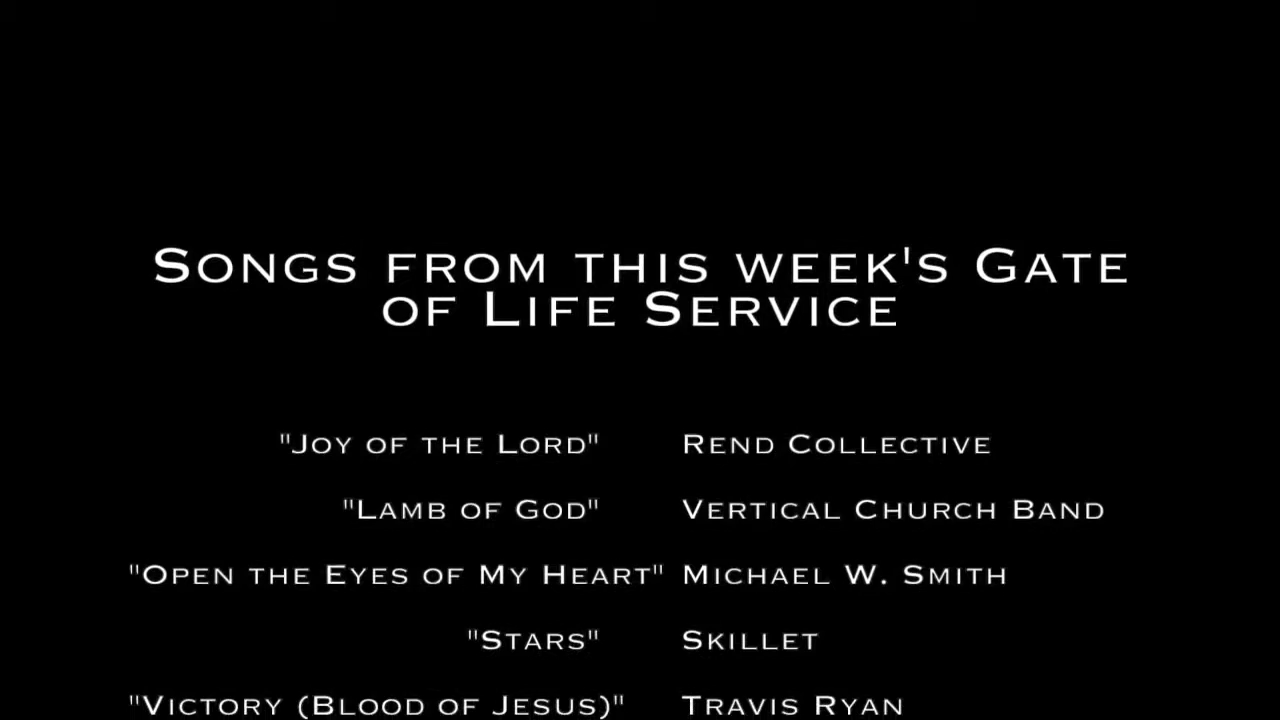 Songs from this week's Gate
of Life Service
"Joy of the Lord" Rend Collective
"Lamb of God" Vertical Church Band
"Open the Eyes of My Heart" Michael W. Smith
"Stars" Skillet
"Victory (Blood of Jesus)" Travis Ryan